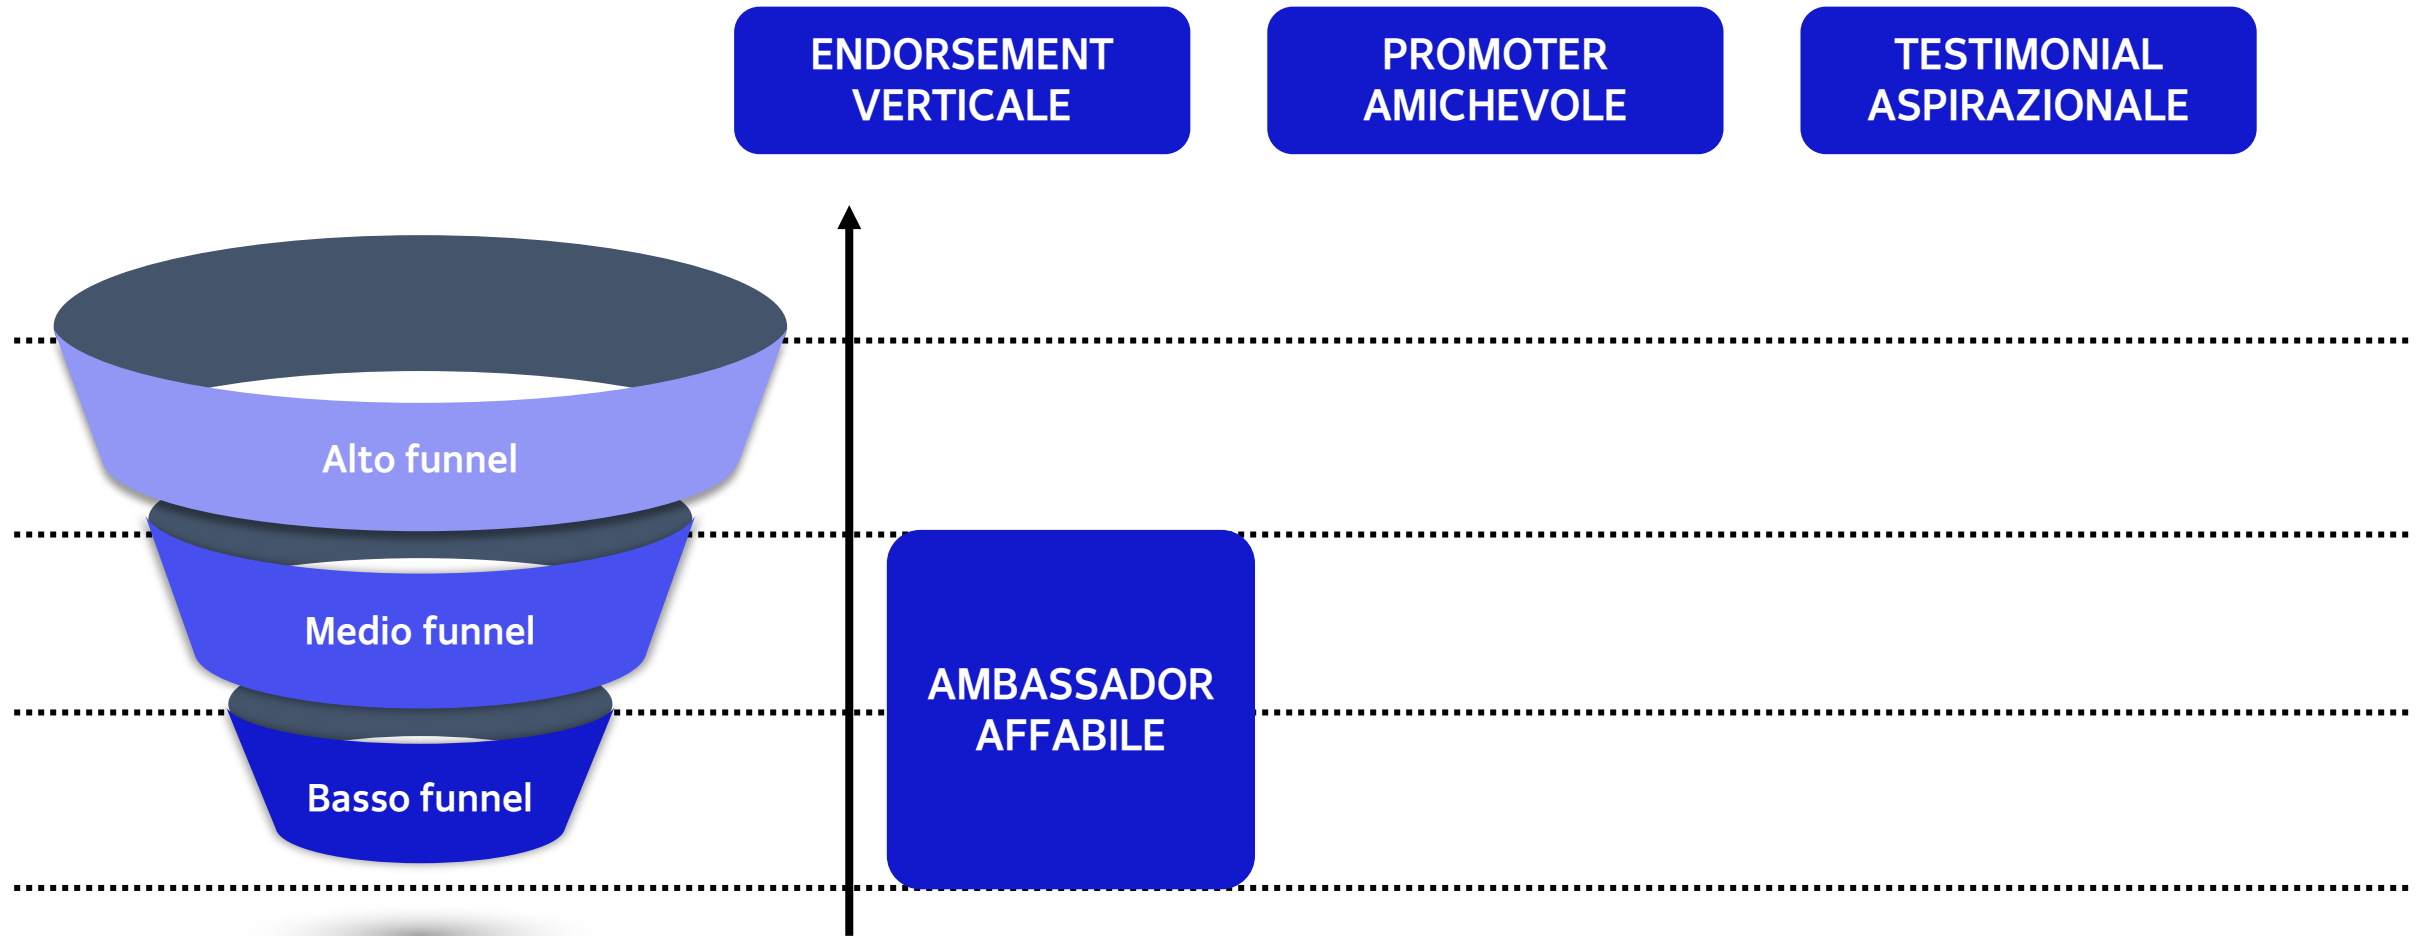 ENDORSEMENT
VERTICALE
PROMOTER
AMICHEVOLE
TESTIMONIAL
ASPIRAZIONALE
Alto funnel
Medio funnel
AMBASSADOR
AFFABILE
Basso funnel